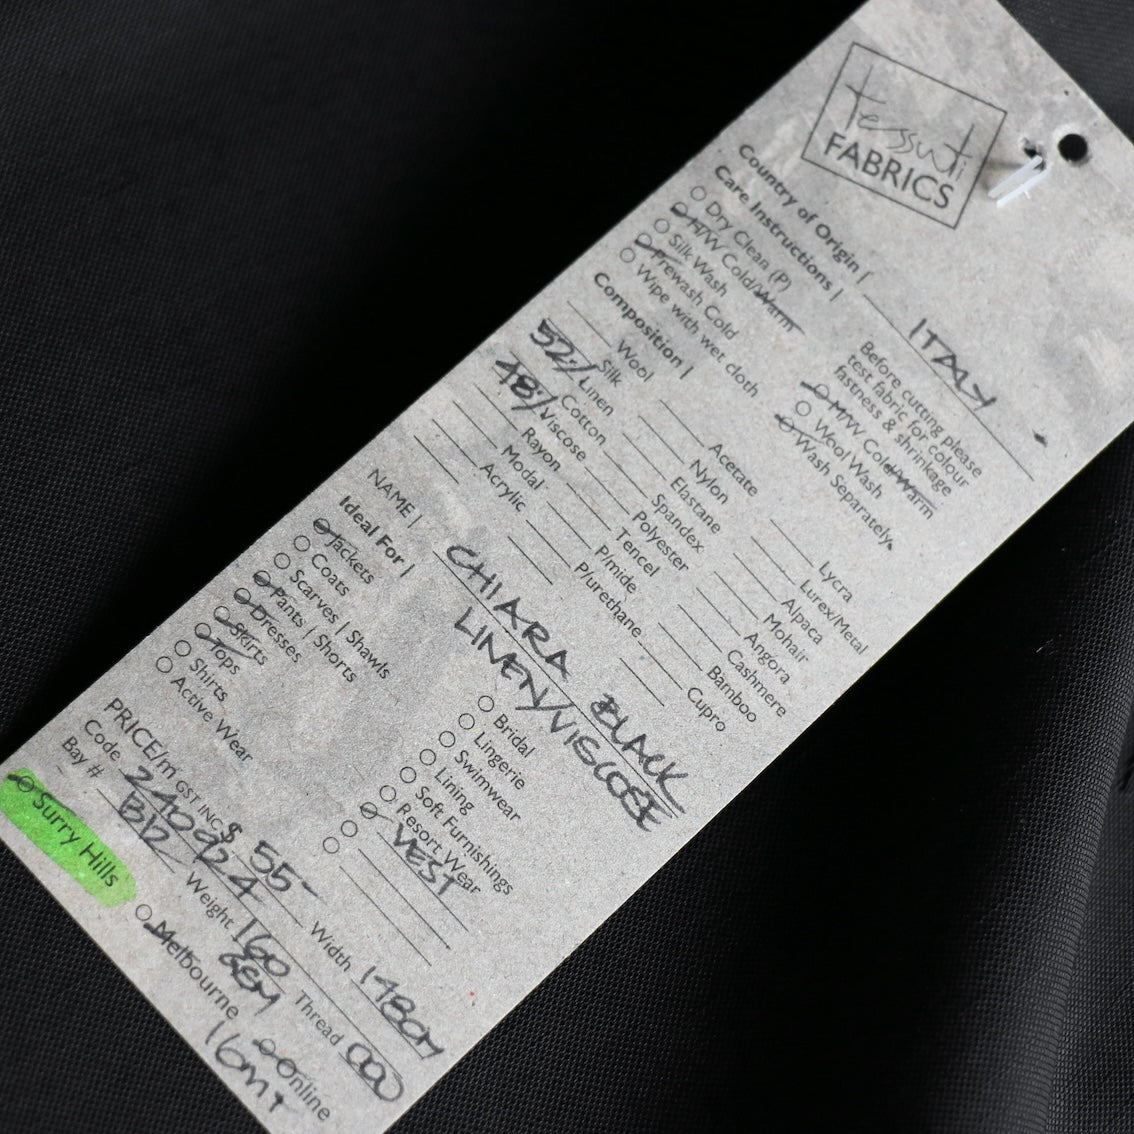 tessuti
FABRICS
Country of Origin | ITALY
Care Instructions |
Dry Clean (P)
H/W Cold/Warm
Silk Wash
Prewash Cold
Wipe with wet cloth
Before cutting please
test fabric for colour
fastness & shrinkage
M/W Cold/Warm
Wool Wash
Wash Separately
Composition |
Wool
Silk
52% Linen
Cotton
48% Viscose
Rayon
Modal
Acrylic
Acetate
Nylon
Elastane
Spandex
Polyester
Tencel
P/mide
P/urethane
Lycra
Lurex/Metal
Alpaca
Mohair
Angora
Cashmere
Bamboo
Cupro
NAME | CHIARA BLACK
LINEN/VISCOSE
Ideal For |
Jackets
Coats
Scarves | Shawls
Pants | Shorts
Dresses
Skirts
Tops
Shirts
Active Wear
Bridal
Lingerie
Swimwear
Lining
Soft Furnishings
Resort Wear
VEST
PRICE/m GST INC $ 55-
Width 148cm
Code
Weight 160
GSM
Thread
Bay # B12
Surry Hills
Melbourne
Online
16mt